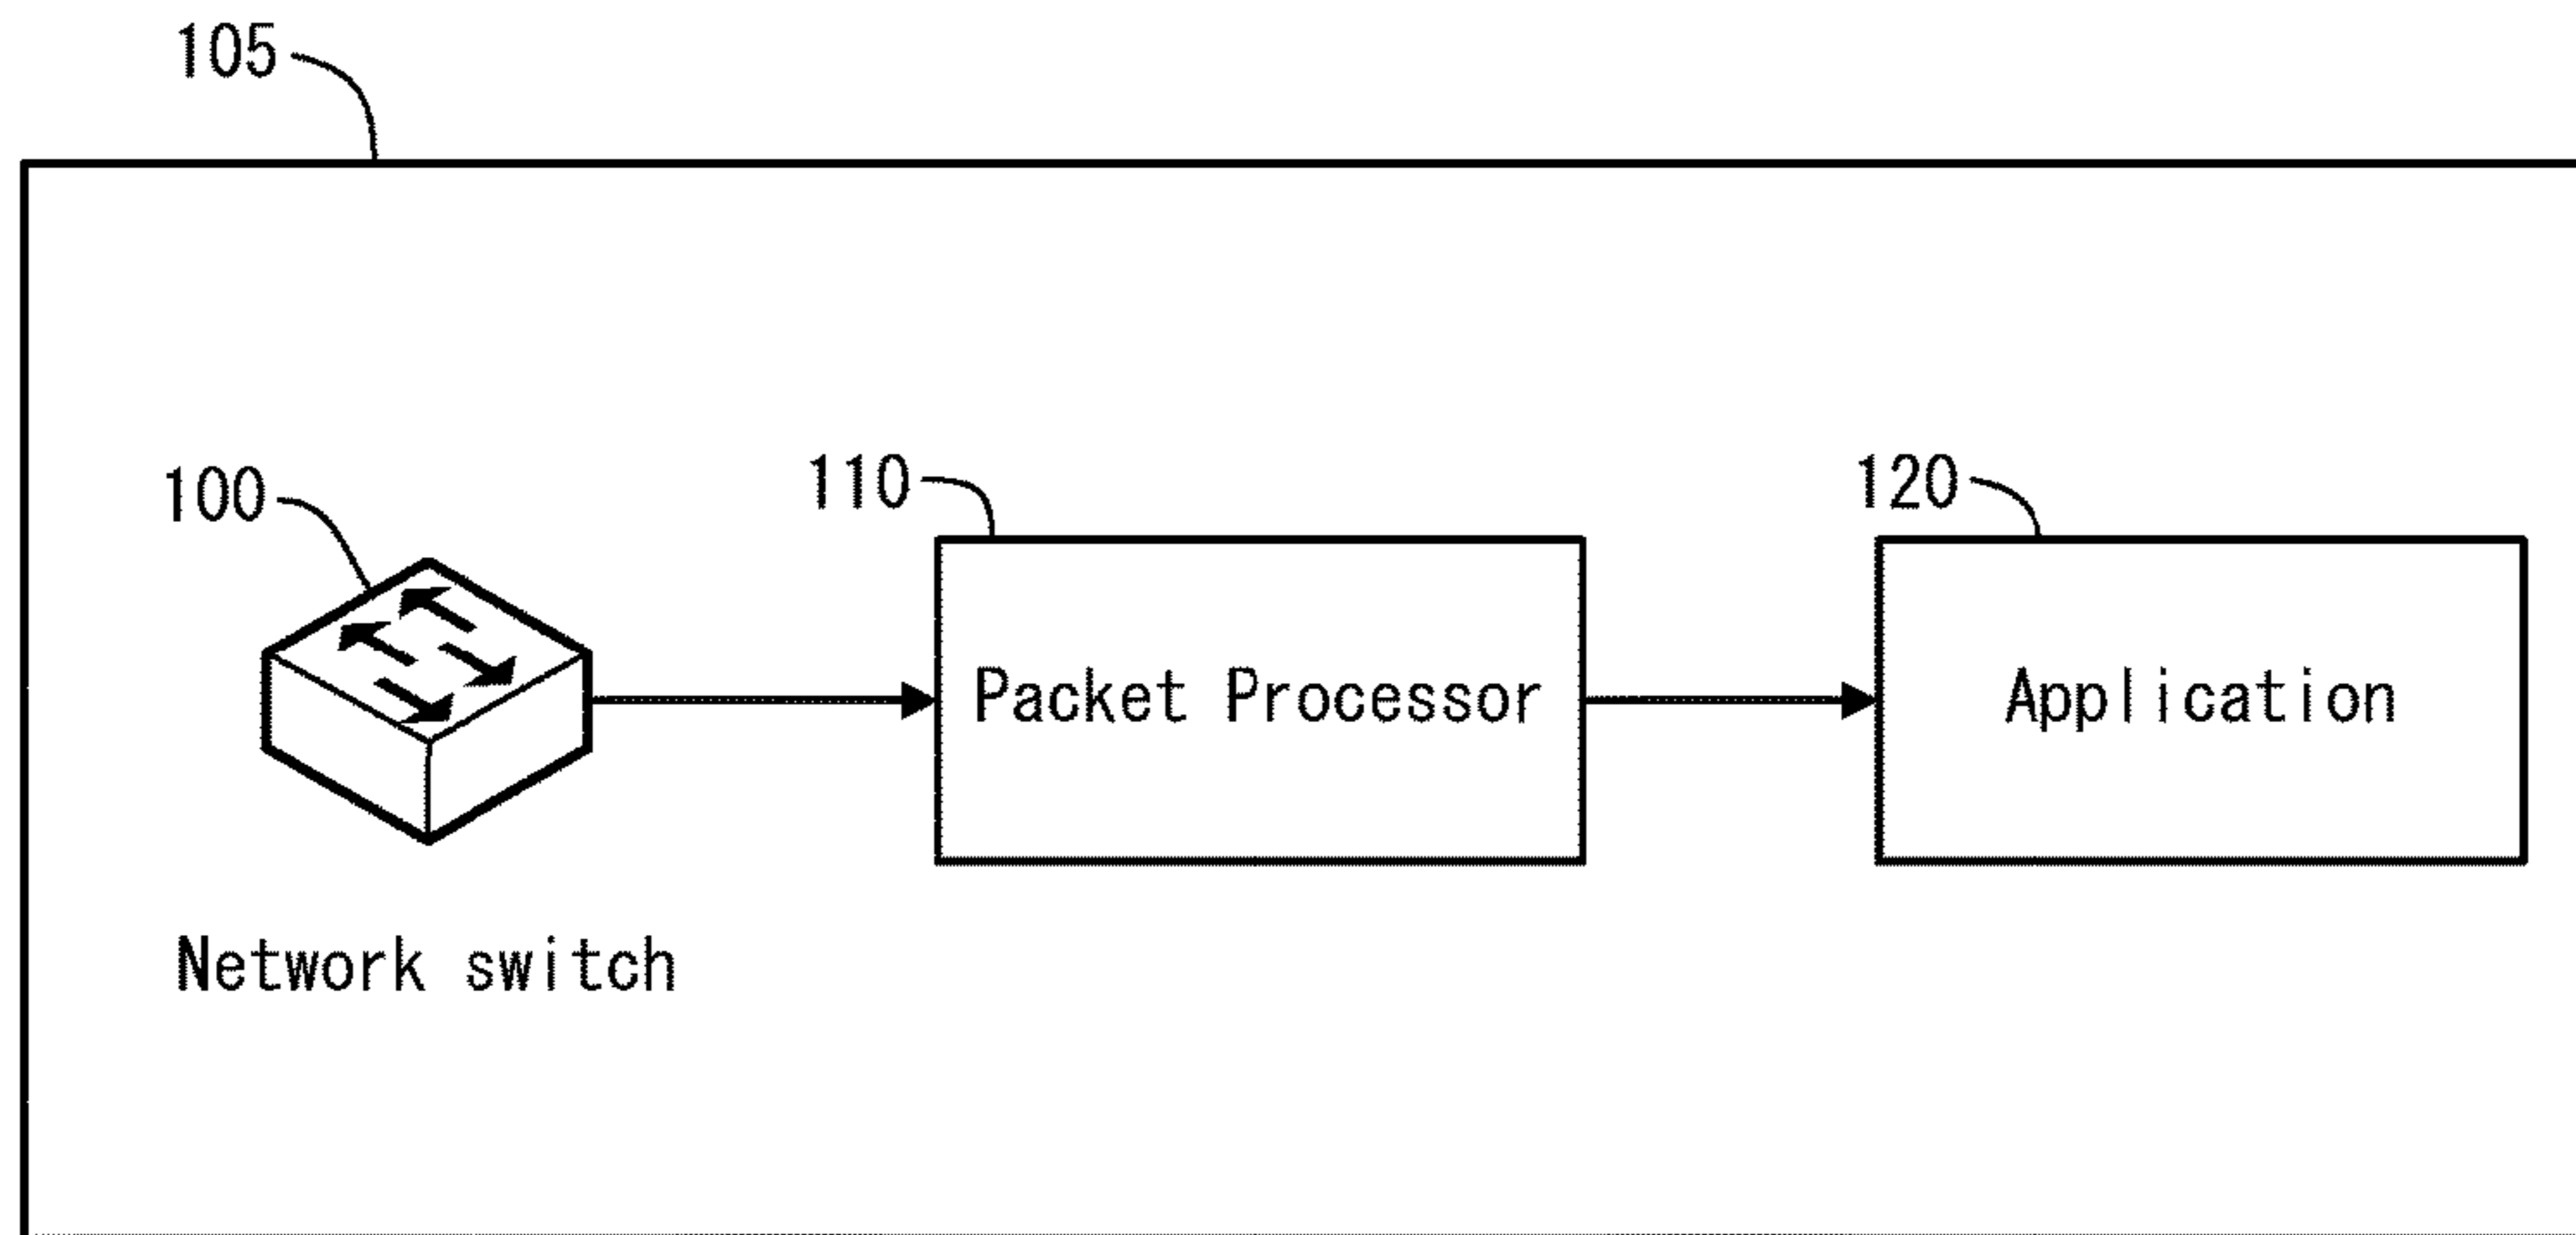 105
100
110
120
Packet Processor
Application
Network switch